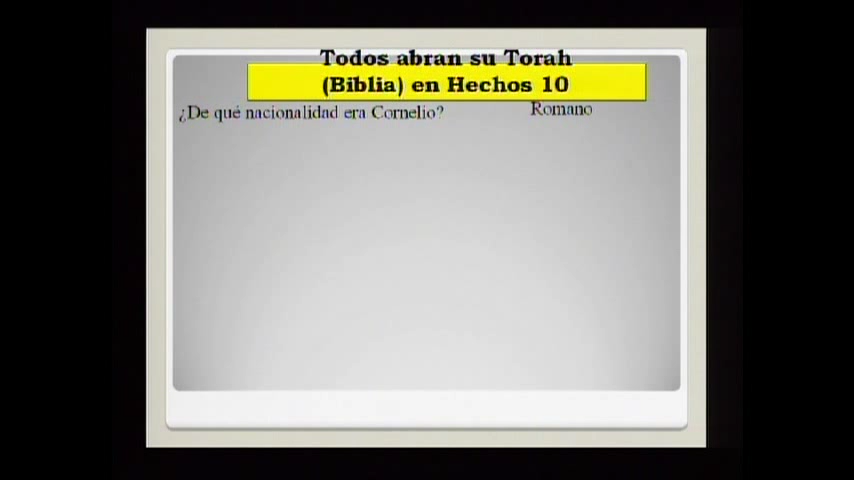 Todos abran su Torah
(Biblia) en Hechos 10
¿De qué nacionalidad era Cornelio? Romano